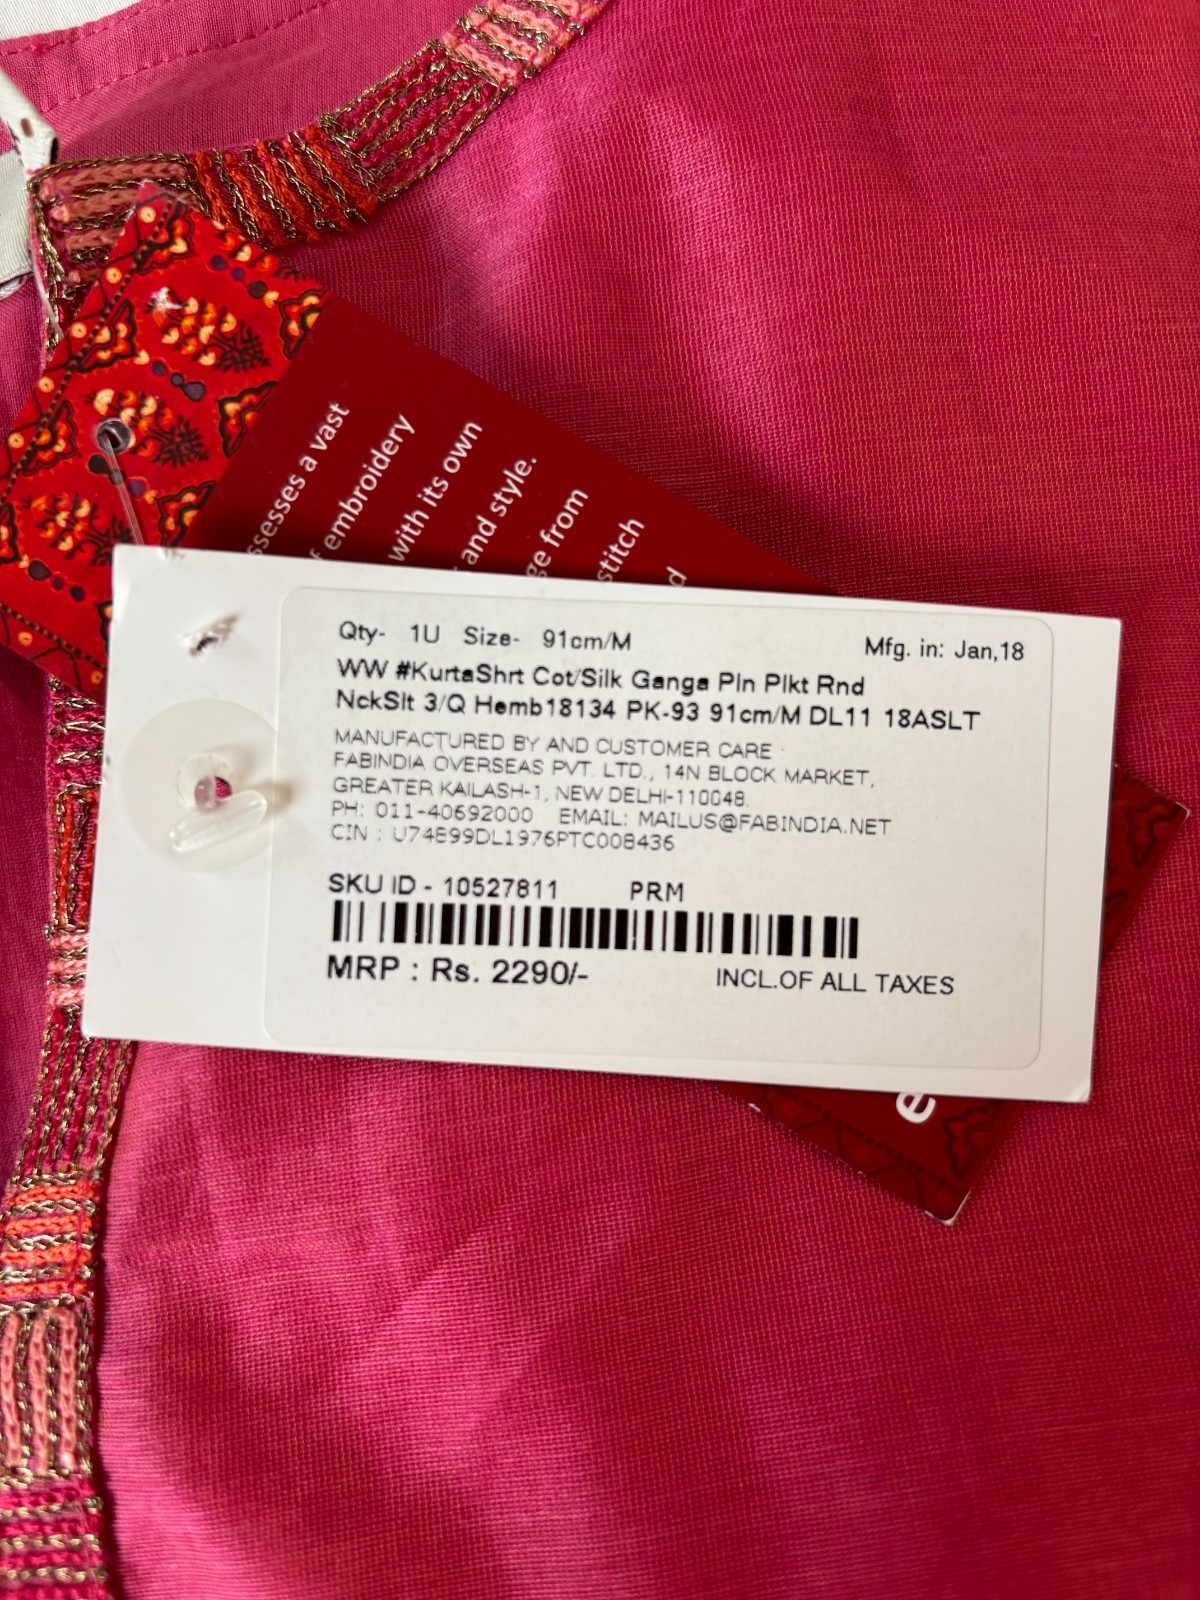 ssesses a vast
f embroidery
with its own
and style.
ge from
stitch
d
Qty- 1U Size- 91cm/M Mfg. in: Jan,18
WW #KurtaShrt Cot/Silk Ganga Pln Plkt Rnd
NckSlt 3/Q Hemb18134 PK-93 91cm/M DL11 18ASLT
MANUFACTURED BY AND CUSTOMER CARE
FABINDIA OVERSEAS PVT. LTD., 14N BLOCK MARKET,
GREATER KAILASH-1, NEW DELHI-110048.
PH: 011-40692000 EMAIL: MAILUS@FABINDIA.NET
CIN : U74899DL1976PTC008436
SKU ID - 10527811 PRM
MRP : Rs. 2290/- INCL.OF ALL TAXES
e